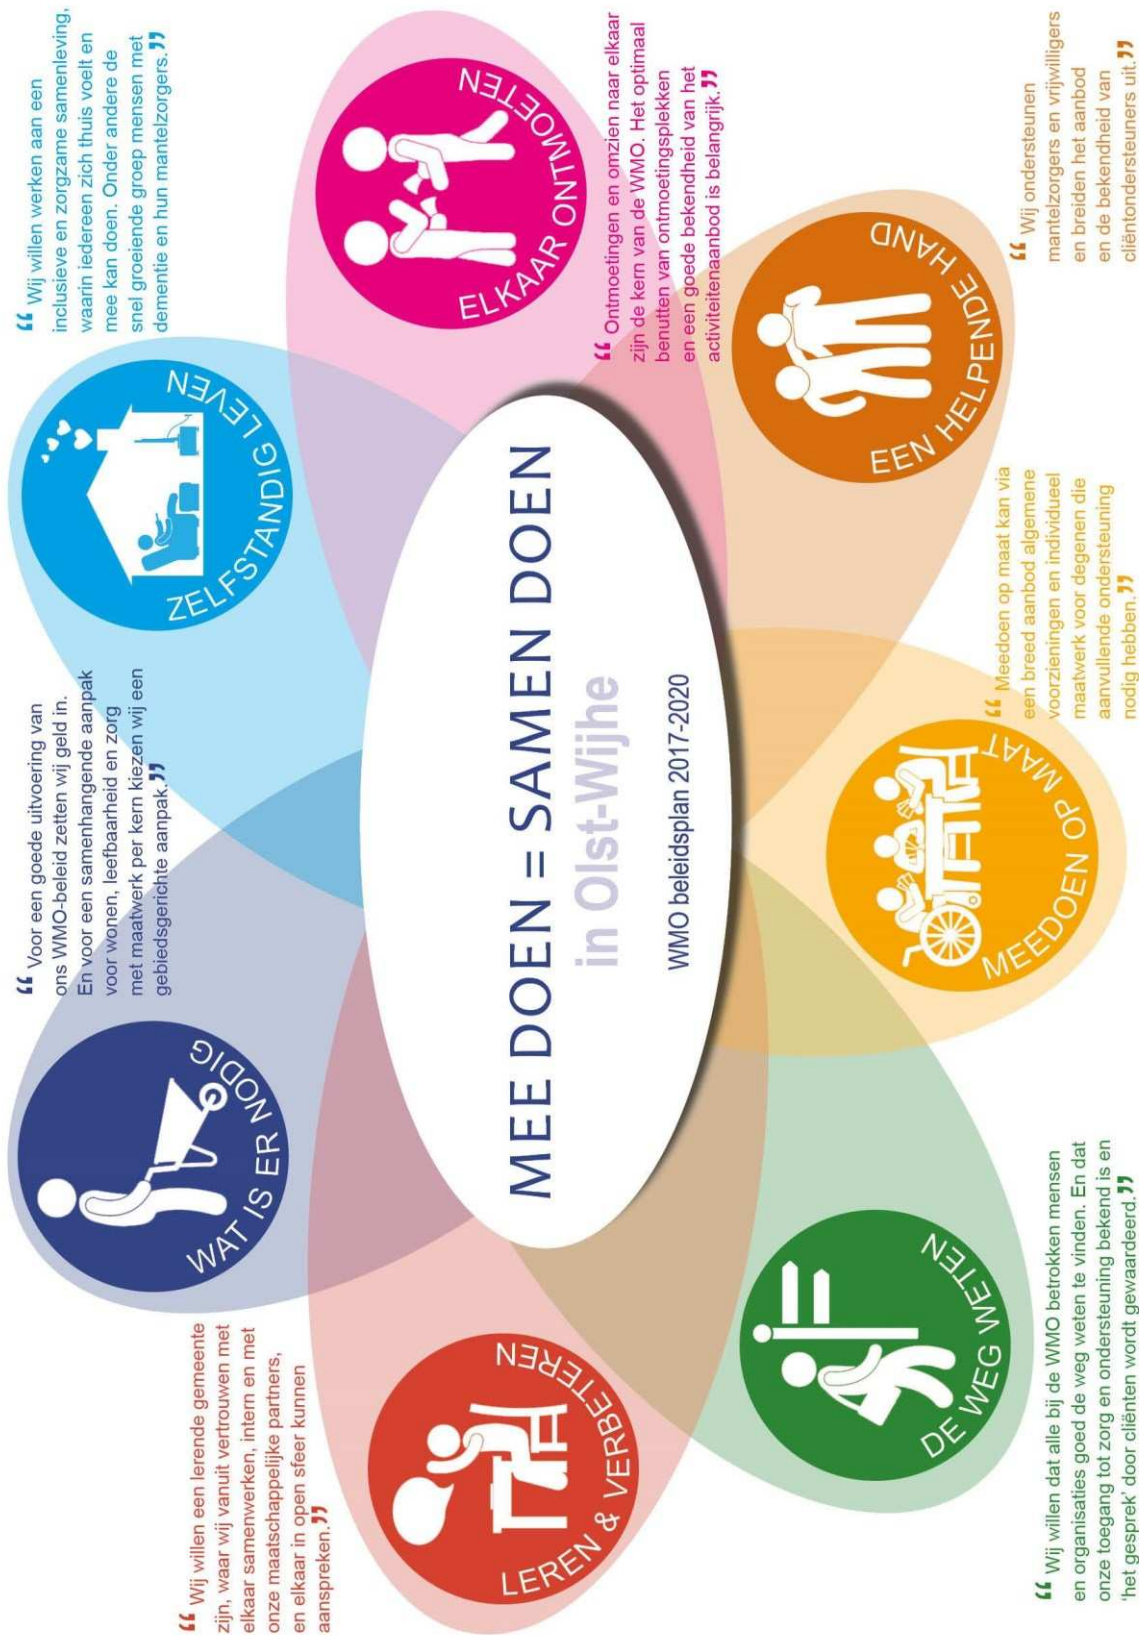 MEE DOEN = SAMEN DOEN
in Olst-Wijhe
WMO beleidsplan 2017-2020
LEREN & VERBETEREN
“ Wij willen een lerende gemeente
zijn, waar wij vanuit vertrouwen met
elkaar samenwerken, intern en met
onze maatschappelijke partners,
en elkaar in open sfeer kunnen
aanspreken.”
WAT IS ER NODIG
“ Voor een goede uitvoering van
ons WMO-beleid zetten wij geld in.
En voor een samenhangende aanpak
voor wonen, leefbaarheid en zorg
met maatwerk per kern kiezen wij een
gebiedsgerichte aanpak.”
ZELFSTANDIG LEVEN
“ Wij willen werken aan een
inclusieve en zorgzame samenleving,
waarin iedereen zich thuis voelt en
mee kan doen. Onder andere de
snel groeiende groep mensen met
dementie en hun mantelzorgers.”
ELKAAR ONTMOETEN
“ Ontmoetingen en omzien naar elkaar
zijn de kern van de WMO. Het optimaal
benutten van ontmoetingsplekken
en een goede bekendheid van het
activiteitenaanbod is belangrijk.”
EEN HELPENDE HAND
“ Wij ondersteunen
mantelzorgers en vrijwilligers
en breiden het aanbod
en de bekendheid van
cliëntondersteuners uit.”
MEEDOEN OP MAAT
“ Meedoen op maat kan via
een breed aanbod algemene
voorzieningen en individueel
maatwerk voor degenen die
aanvullende ondersteuning
nodig hebben.”
DE WEG WETEN
“ Wij willen dat alle bij de WMO betrokken mensen
en organisaties goed de weg weten te vinden. En dat
onze toegang tot zorg en ondersteuning bekend is en
‘het gesprek’ door cliënten wordt gewaardeerd.”